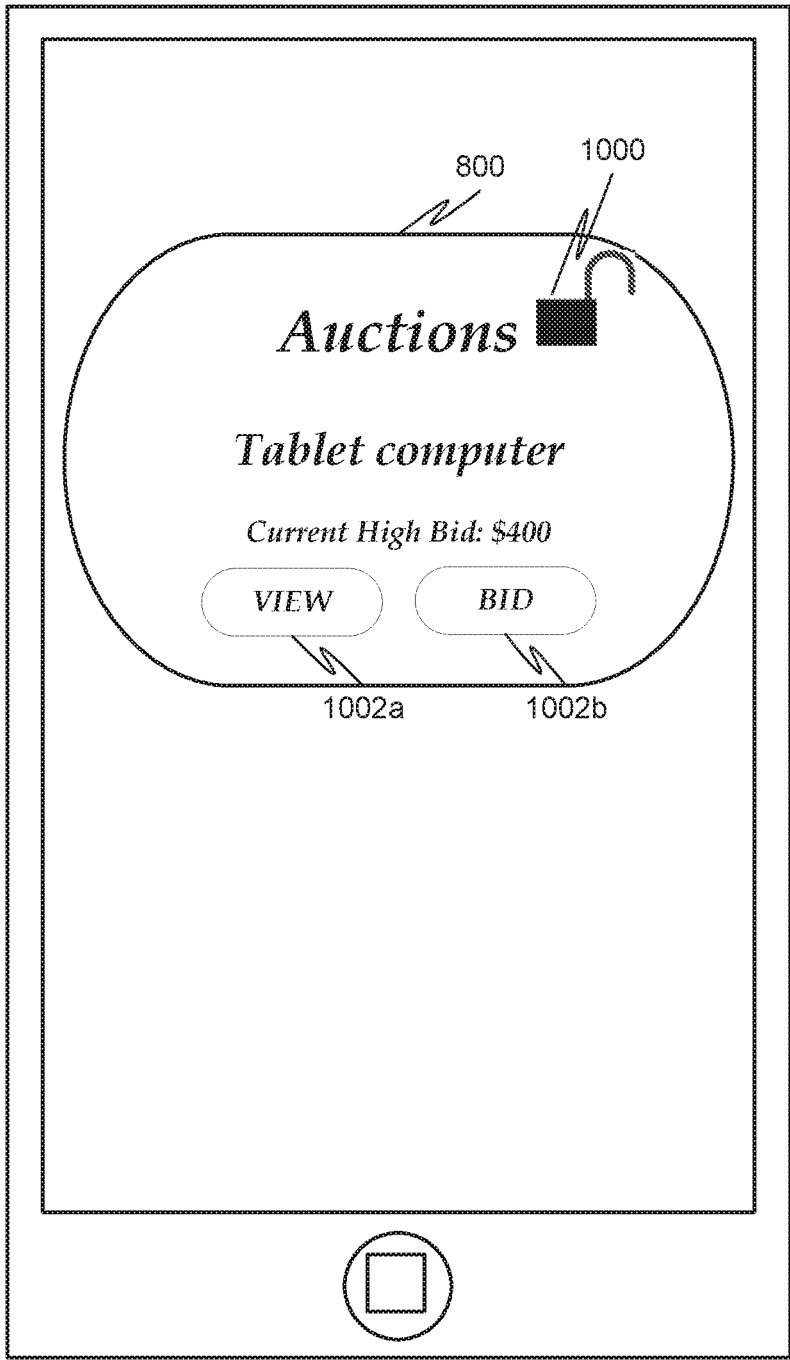 800
1000
Auctions
Tablet computer
Current High Bid: $400
VIEW BID
1002a 1002b